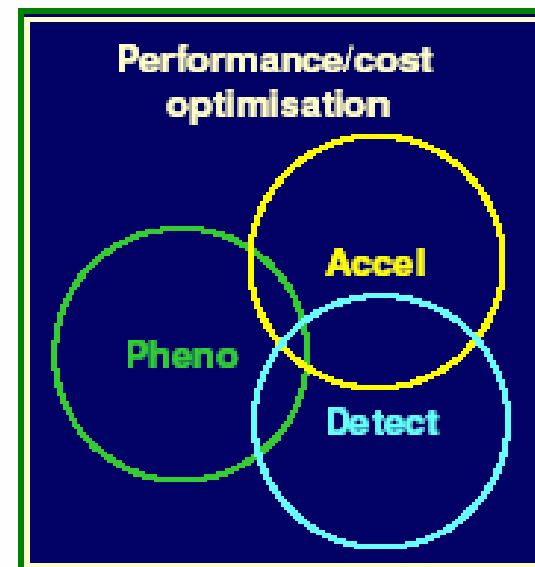 Performance/cost
optimisation
Accel
Pheno
Detect